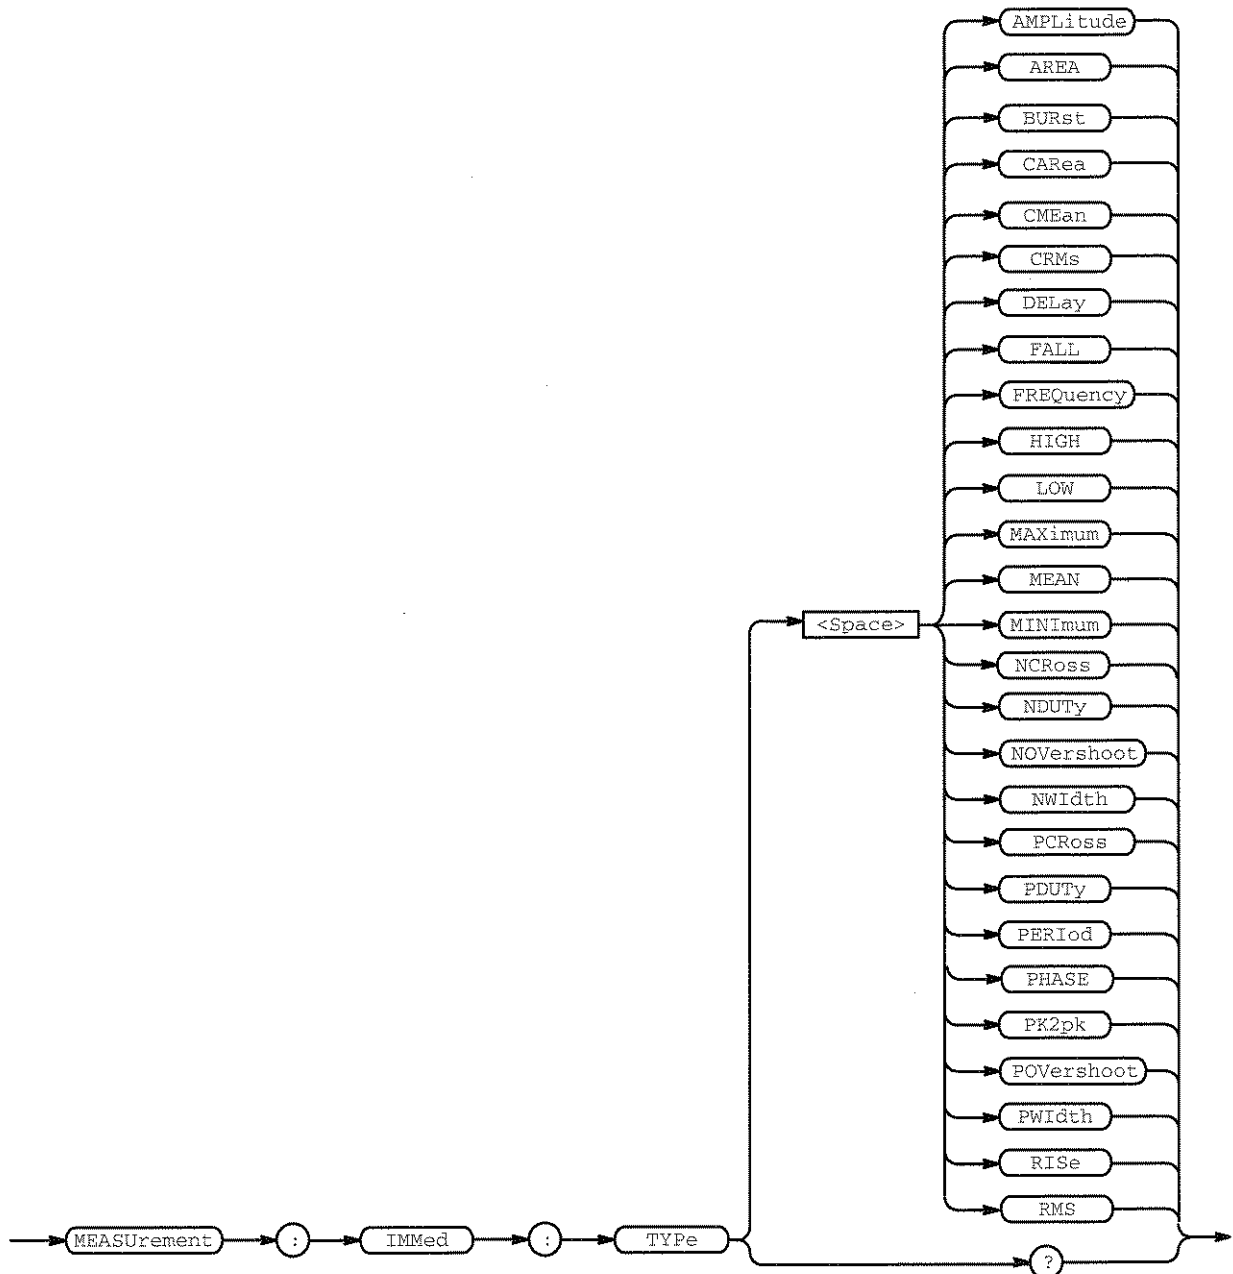 AMPLitude
AREA
BURst
CARea
CMEan
CRMs
DELay
FALL
FREQuency
HIGH
LOW
MAXimum
MEAN
<Space>
MINImum
NCRoss
NDUTy
NOVershoot
NWIdth
PCRoss
PDUTy
PERIod
PHASE
PK2pk
POVershoot
PWIdth
RISe
RMS
MEASUrement : IMMed : TYPe
?